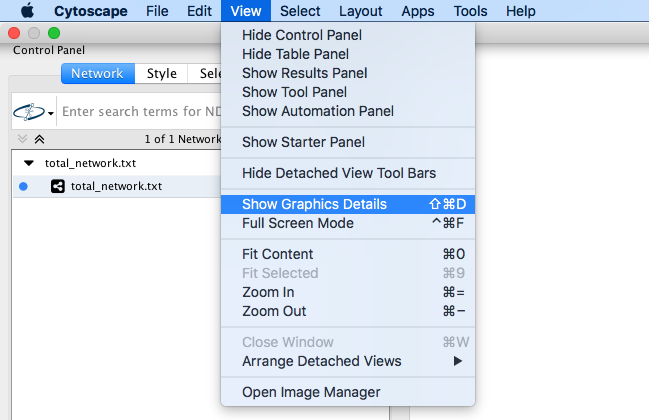 Cytoscape File Edit View Select Layout Apps Tools Help
Control Panel
Network Style Sel
Enter search terms for ND
1 of 1 Network
total_network.txt
total_network.txt
Hide Control Panel
Hide Table Panel
Show Results Panel
Show Tool Panel
Show Automation Panel
Show Starter Panel
Hide Detached View Tool Bars
Show Graphics Details ⇧⌘D
Full Screen Mode ^⌘F
Fit Content ⌘0
Fit Selected ⌘9
Zoom In ⌘=
Zoom Out ⌘−
Close Window ⌘W
Arrange Detached Views ▶
Open Image Manager